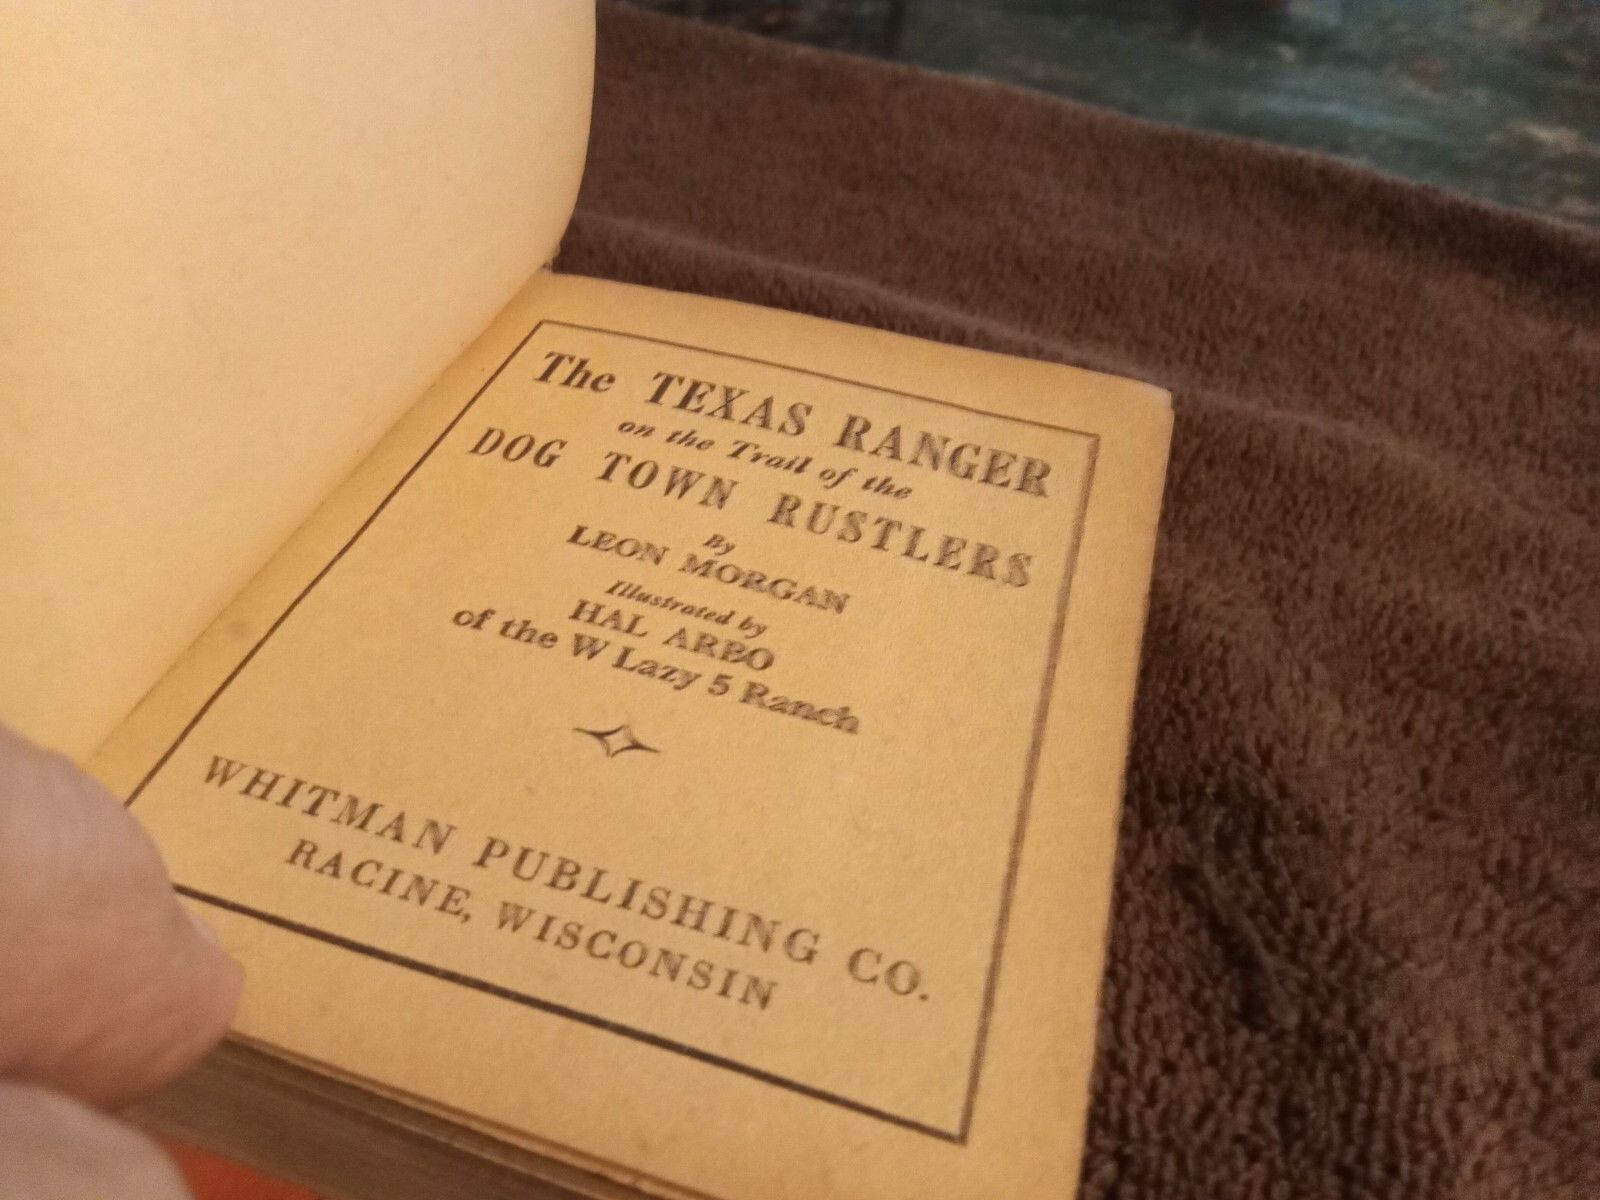 The TEXAS RANGER
on the Trail of the
DOG TOWN RUSTLERS
By
LEON MORGAN
Illustrated by
HAL ARBO
of the W Lazy 5 Ranch
WHITMAN PUBLISHING CO.
RACINE, WISCONSIN